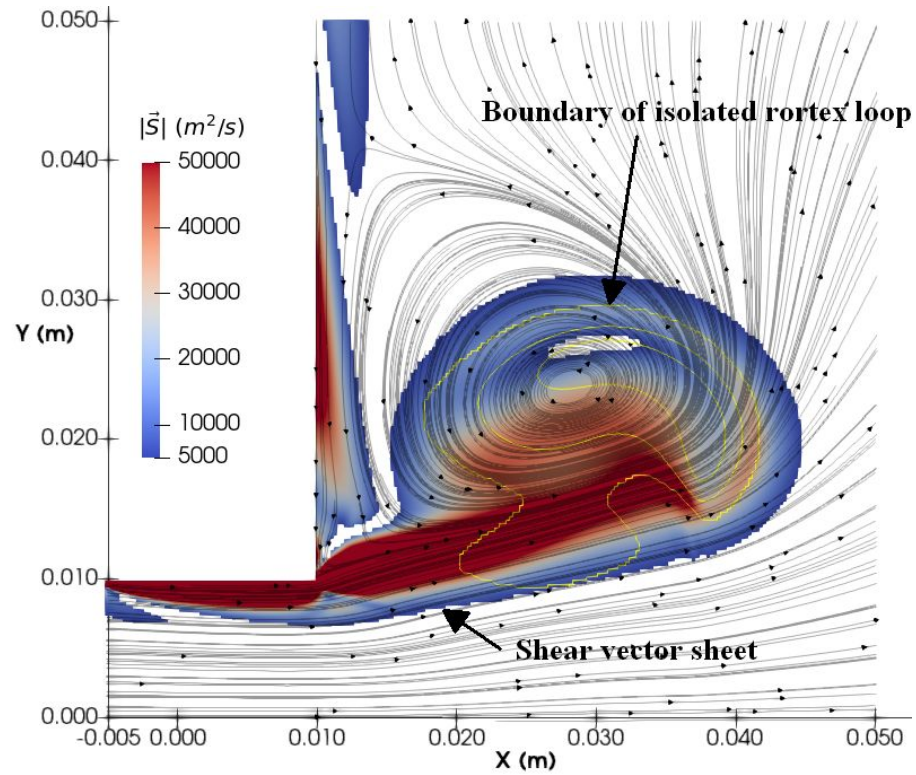 0.050
Boundary of isolated rortex loop
|S⃗| (m²/s)
50000
0.040
40000
0.030
30000
Y (m)
20000
0.020
10000
5000
0.010
Shear vector sheet
0.000
-0.005 0.000 0.010 0.020 0.030 0.040 0.050
X (m)